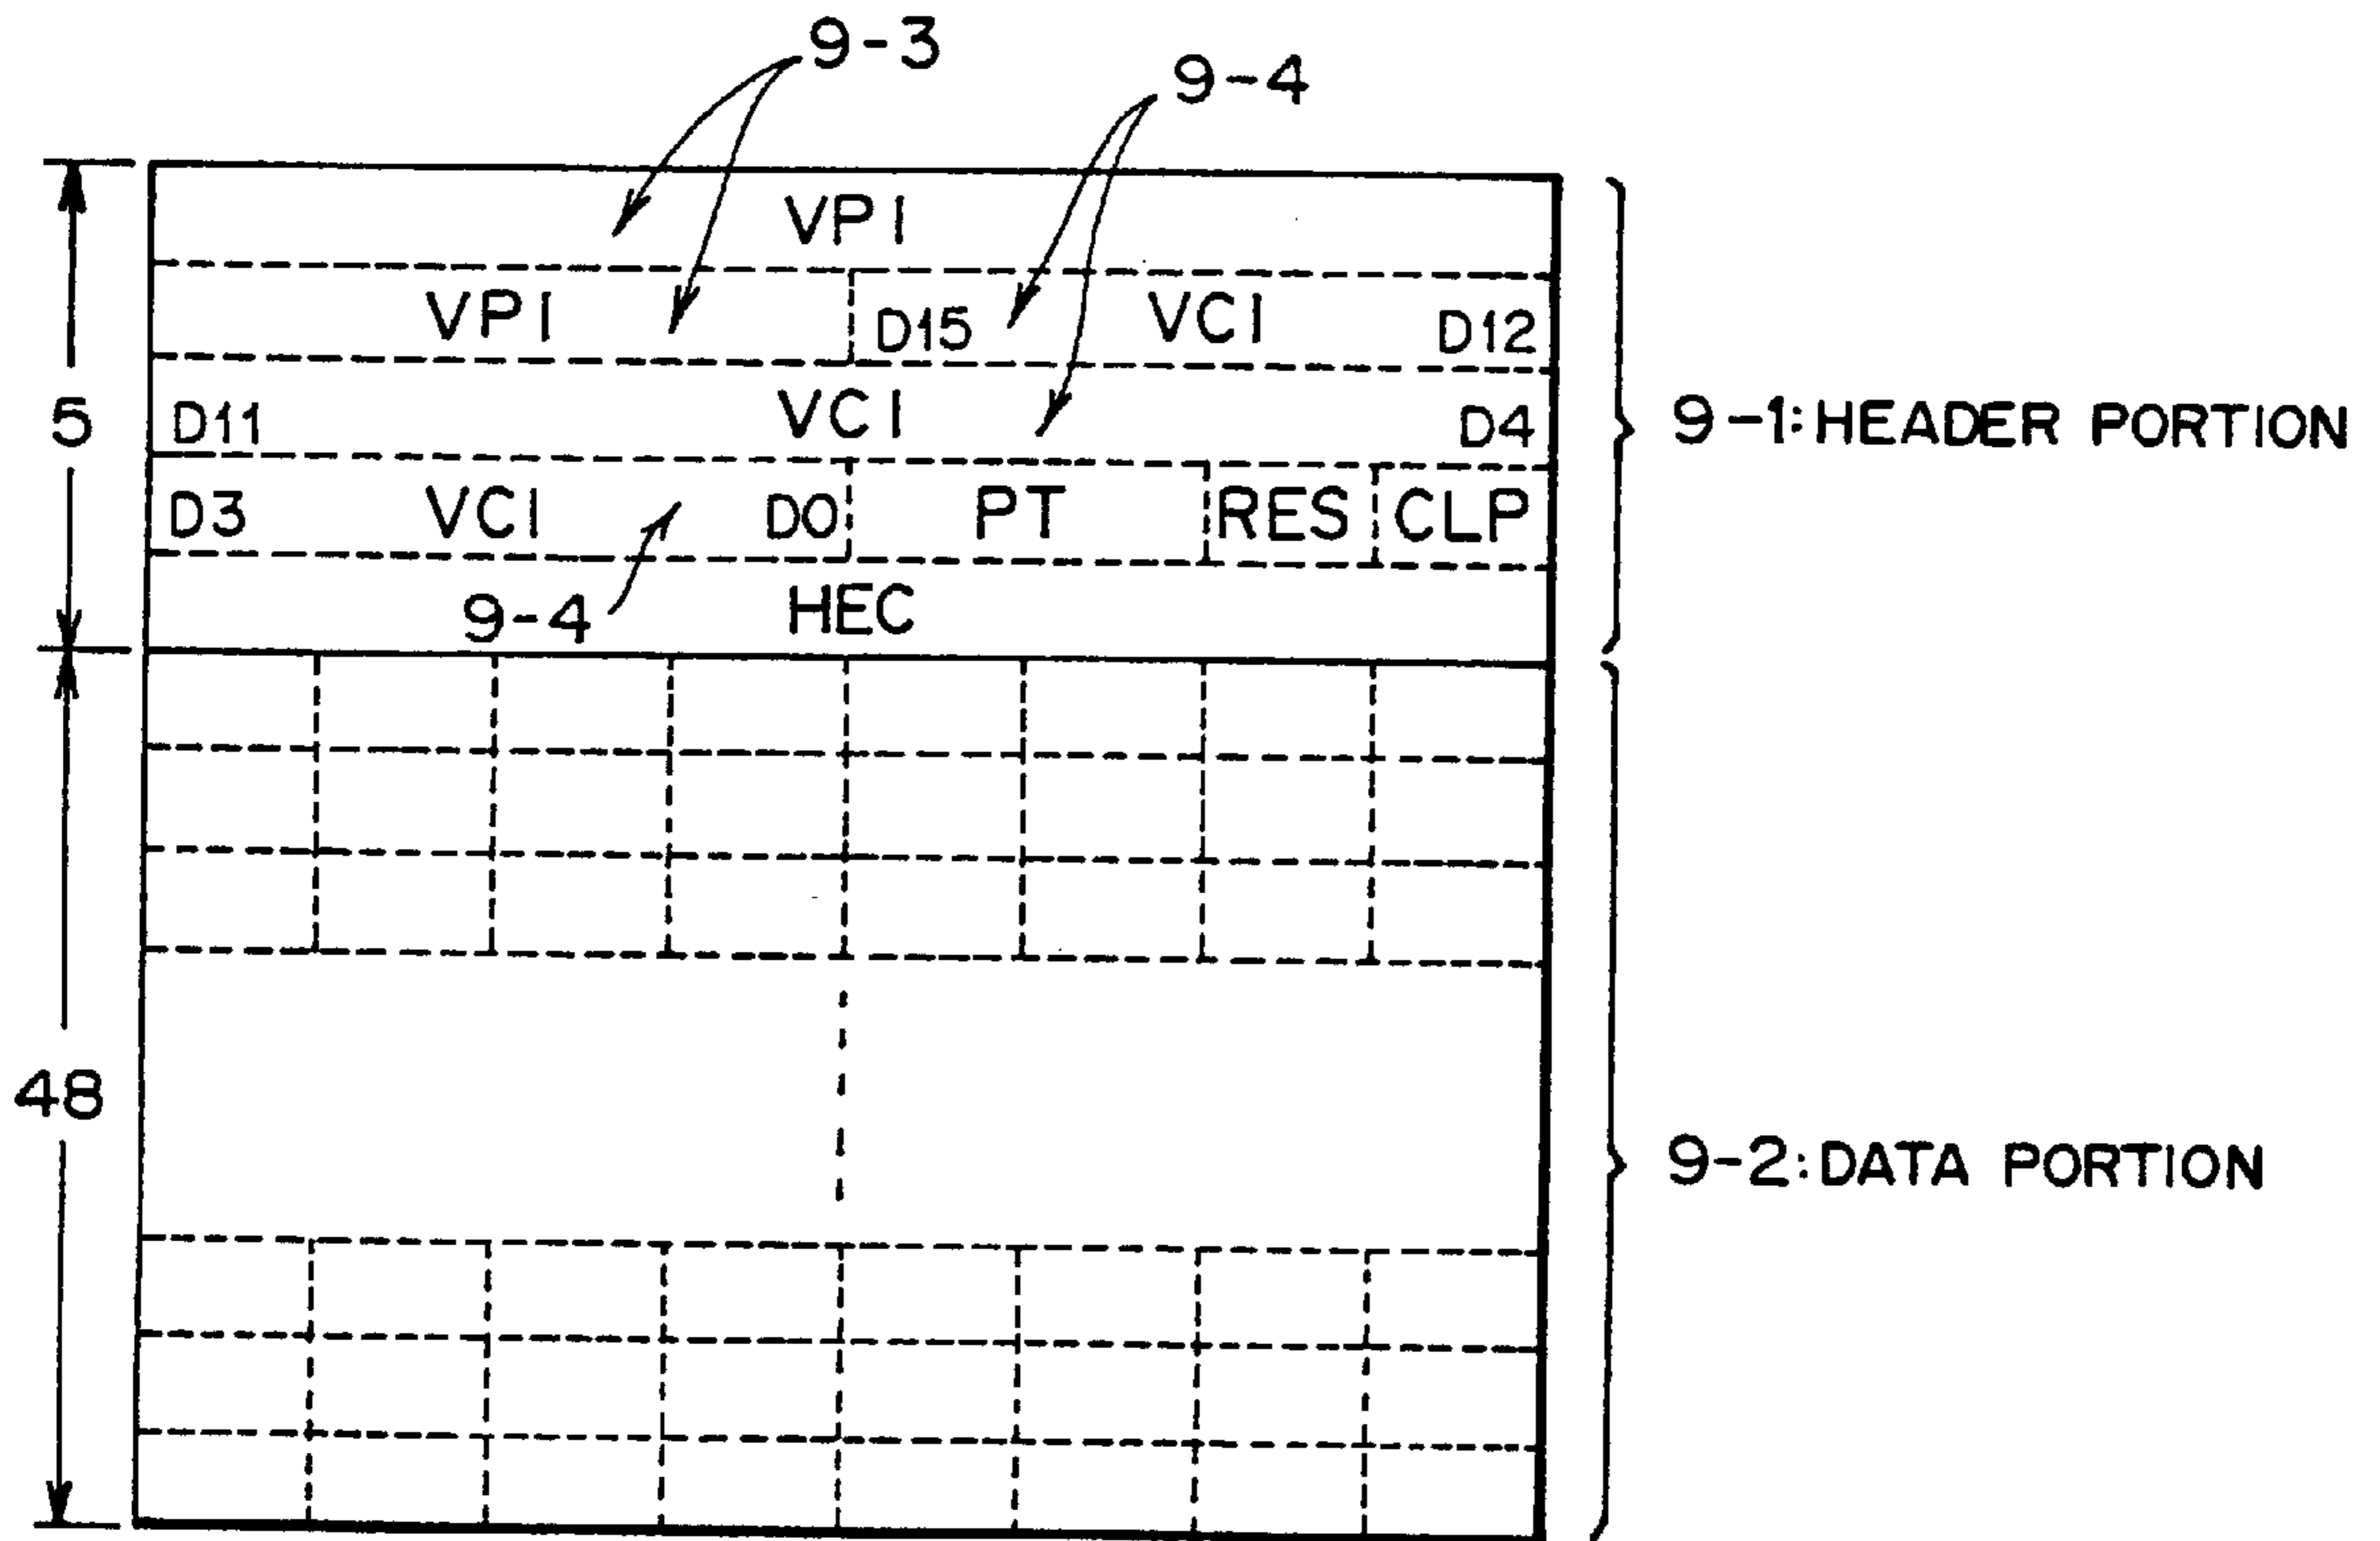 9-3
9-4
VPI
VPI D15 VCI D12
5 D11 VCI D4 9-1:HEADER PORTION
D3 VCI D0 PT RES CLP
9-4 HEC
48
9-2:DATA PORTION